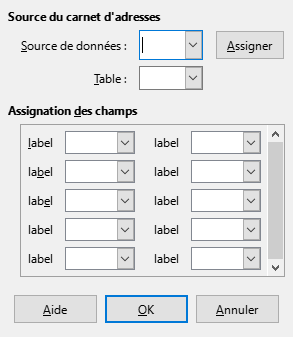 Source du carnet d'adresses
Source de données : Assigner
Table :
Assignation des champs
label label
label label
label label
label label
label label
Aide OK Annuler